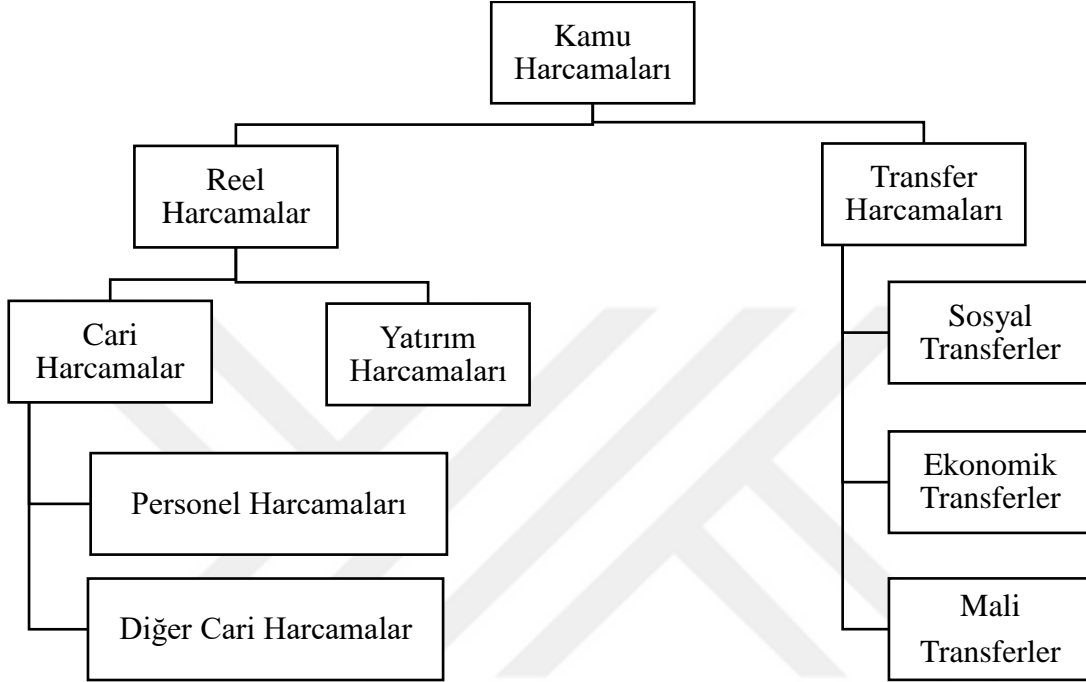 Kamu
Harcamaları
Reel
Harcamalar
Transfer
Harcamaları
Cari
Harcamalar
Yatırım
Harcamaları
Sosyal
Transferler
Personel Harcamaları
Ekonomik
Transferler
Diğer Cari Harcamalar
Mali
Transferler